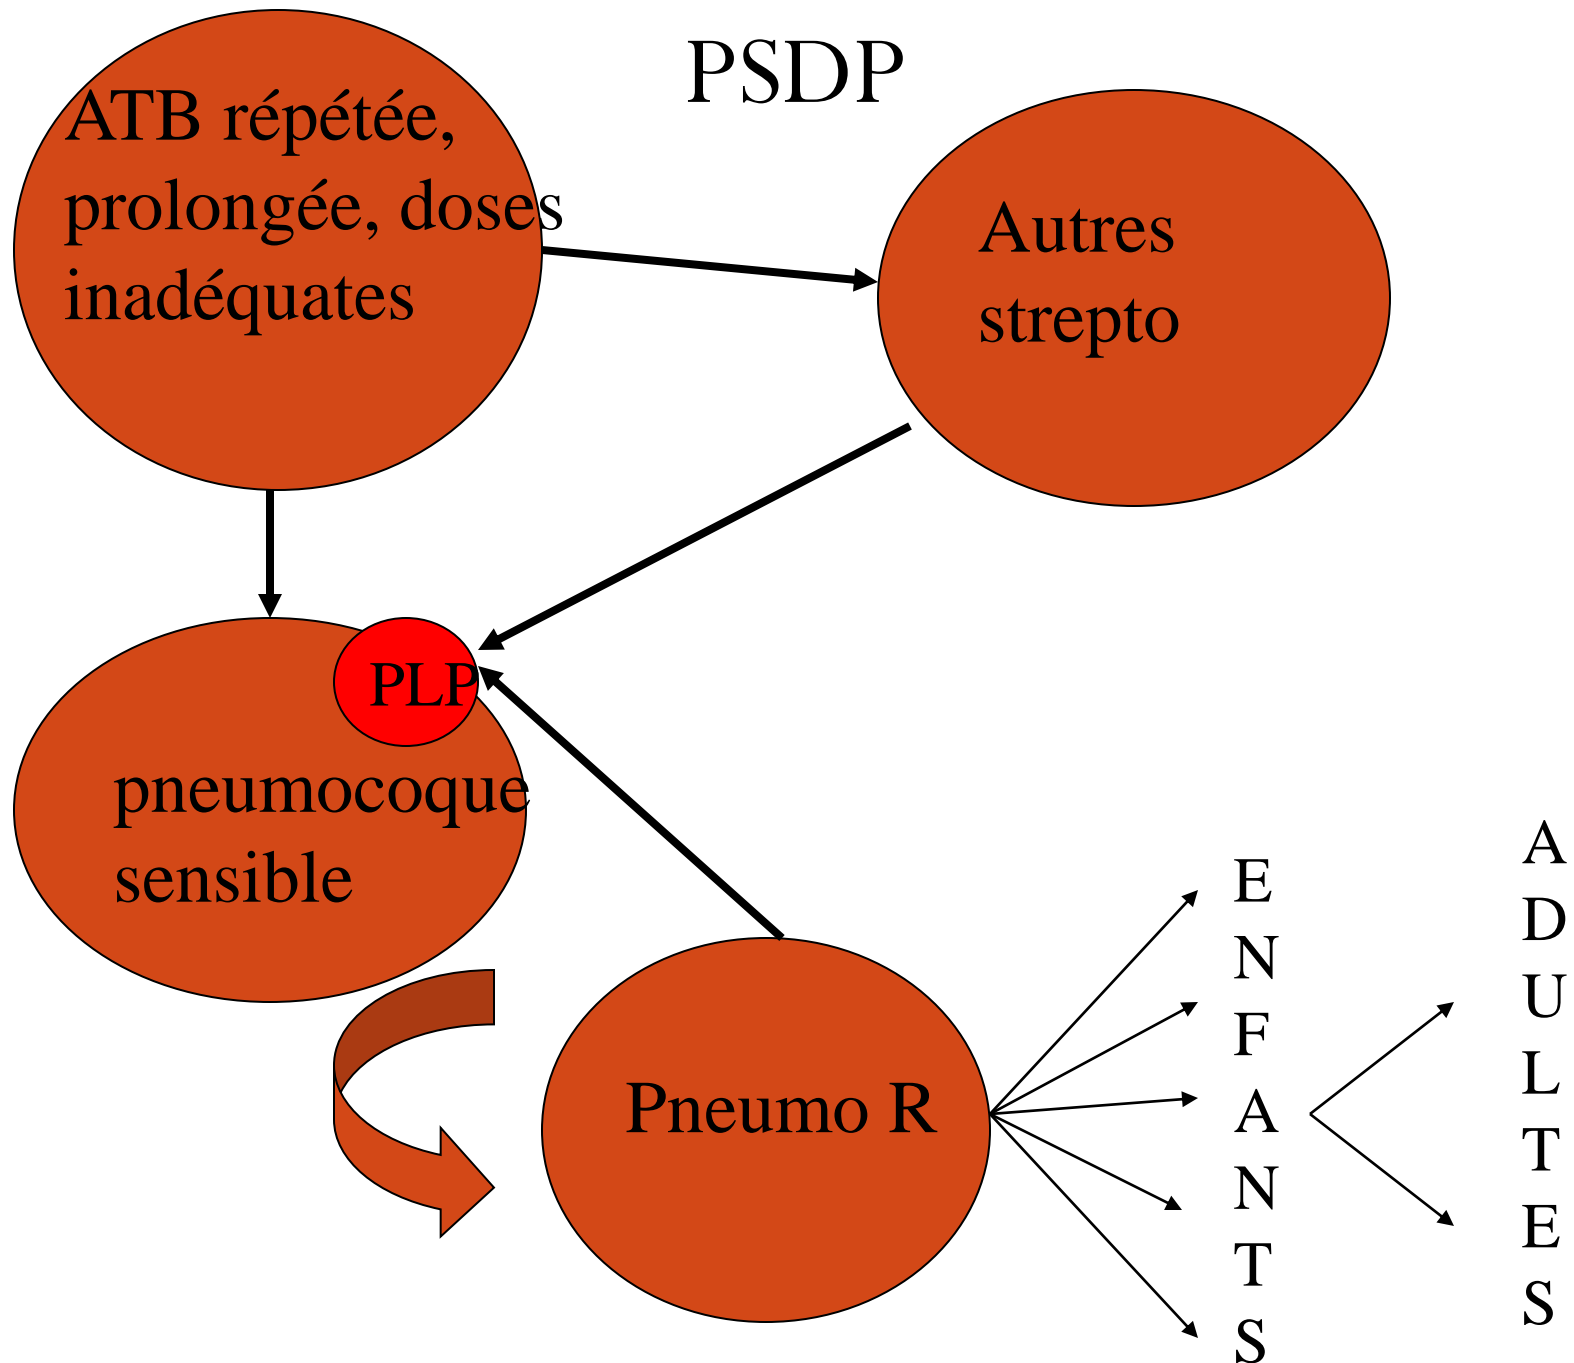 PSDP
ATB répétée,
prolongée, doses
inadéquates
Autres
strepto
PLP
pneumocoque
sensible
Pneumo R
E
N
F
A
N
T
S
A
D
U
L
T
E
S